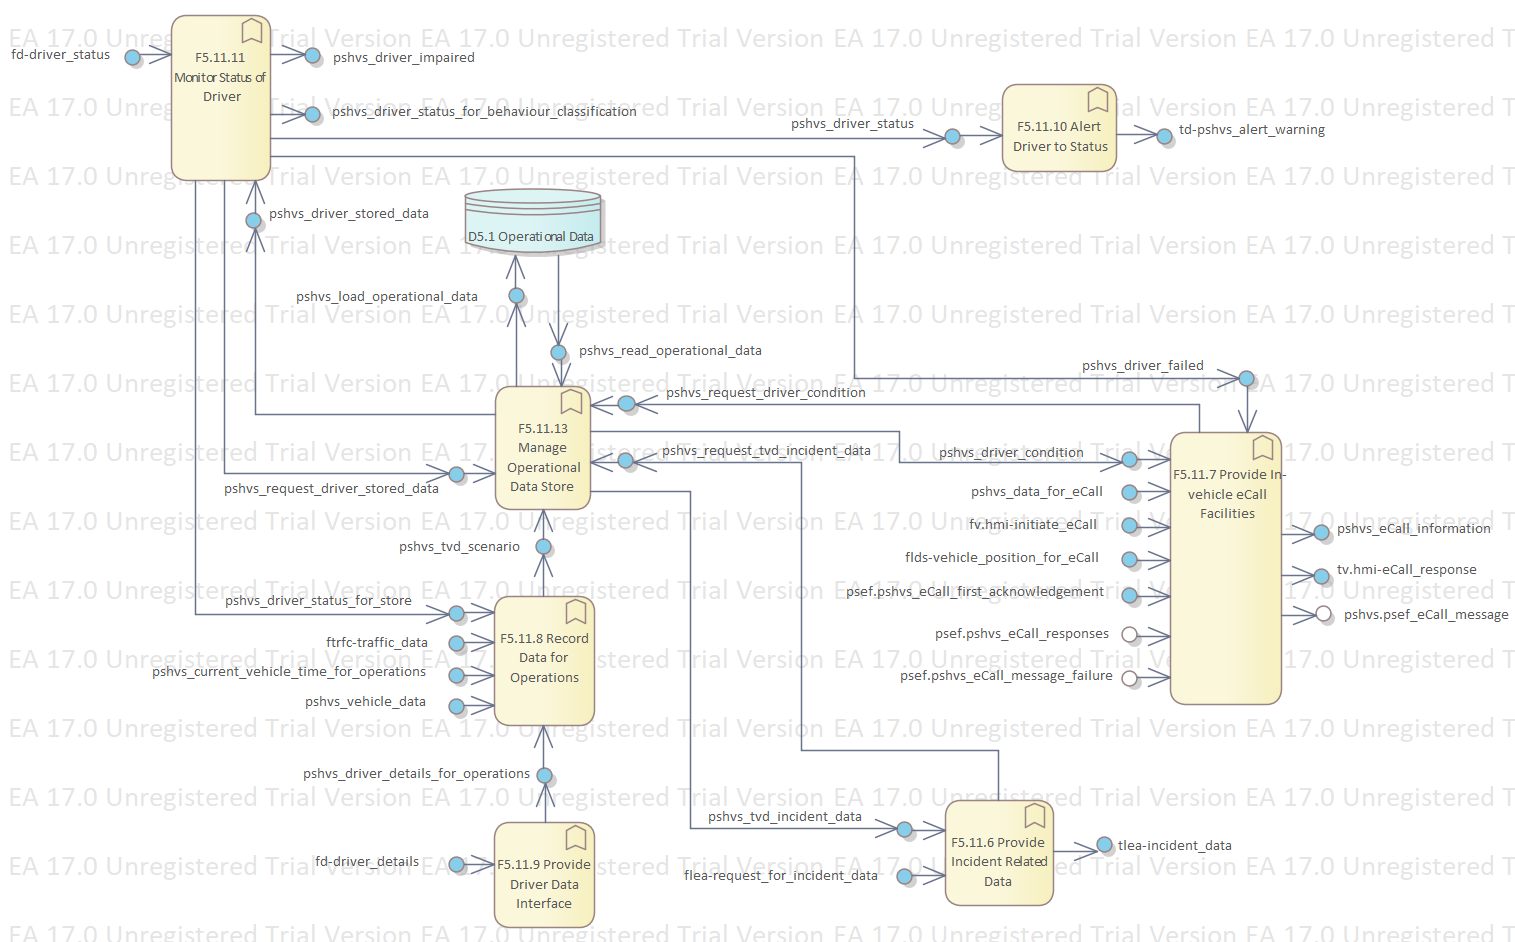 EA 17.0 Unregistered Trial Version EA 17.0 Unregistered Trial Version EA 17.0 Unregistered Trial Version EA 17.0 Unregistered T
fd-driver_status
F5.11.11
Monitor Status of
Driver
pshvs_driver_impaired
pshvs_driver_status_for_behaviour_classification
pshvs_driver_status
F5.11.10 Alert
Driver to Status
td-pshvs_alert_warning
pshvs_driver_stored_data
D5.1 Operational Data
pshvs_load_operational_data
pshvs_read_operational_data
pshvs_driver_failed
pshvs_request_driver_condition
F5.11.13
Manage
Operational
Data Store
pshvs_request_tvd_incident_data
pshvs_driver_condition
pshvs_request_driver_stored_data
F5.11.7 Provide In-
vehicle eCall
Facilities
pshvs_data_for_eCall
fv.hmi-initiate_eCall
flds-vehicle_position_for_eCall
psef.pshvs_eCall_first_acknowledgement
psef.pshvs_eCall_responses
psef.pshvs_eCall_message_failure
pshvs_eCall_information
tv.hmi-eCall_response
pshvs.psef_eCall_message
pshvs_tvd_scenario
pshvs_driver_status_for_store
ftrfc-traffic_data
pshvs_current_vehicle_time_for_operations
pshvs_vehicle_data
F5.11.8 Record
Data for
Operations
pshvs_driver_details_for_operations
fd-driver_details
F5.11.9 Provide
Driver Data
Interface
pshvs_tvd_incident_data
flea-request_for_incident_data
F5.11.6 Provide
Incident Related
Data
tlea-incident_data